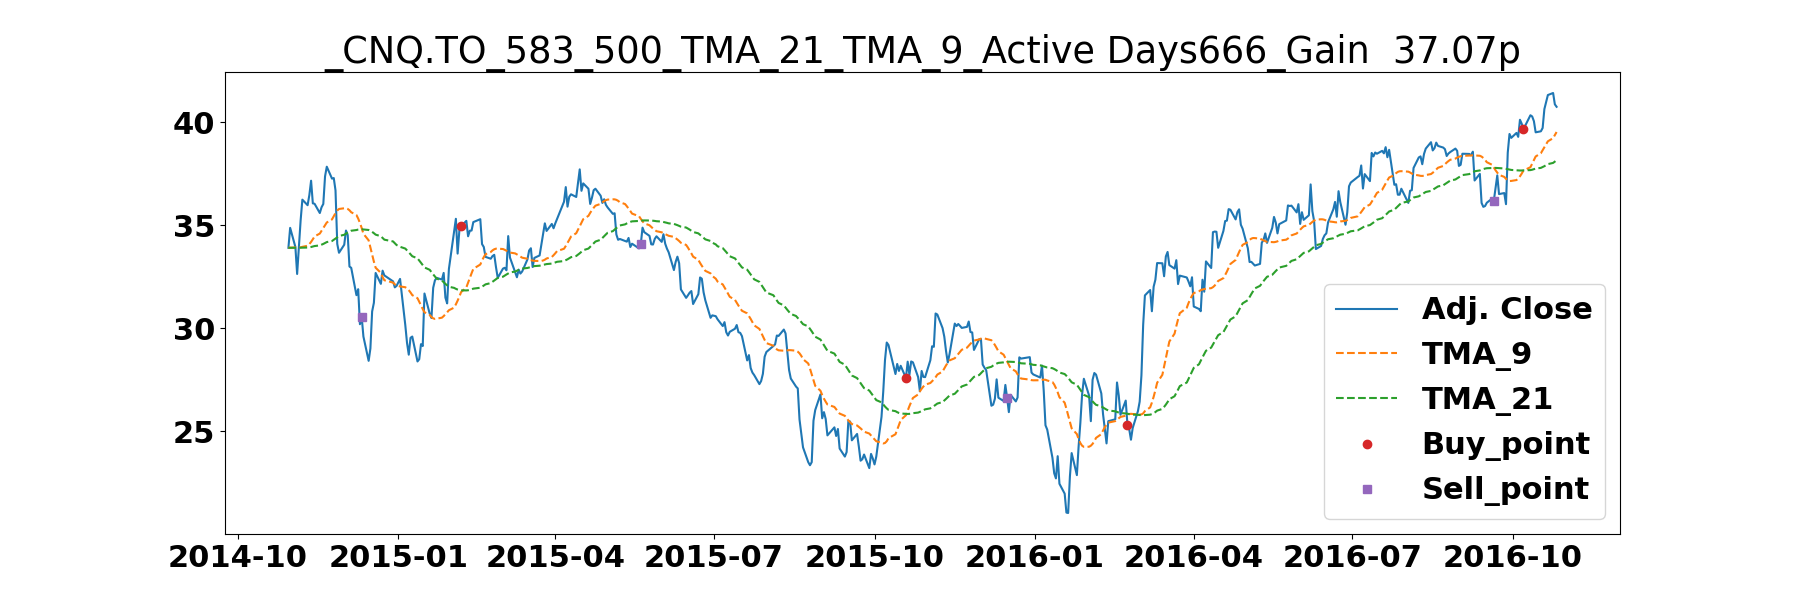 _CNQ.TO_583_500_TMA_21_TMA_9_Active Days666_Gain  37.07p
40
35
30
25
Adj. Close
TMA_9
TMA_21
Buy_point
Sell_point
2014-10 2015-01 2015-04 2015-07 2015-10 2016-01 2016-04 2016-07 2016-10